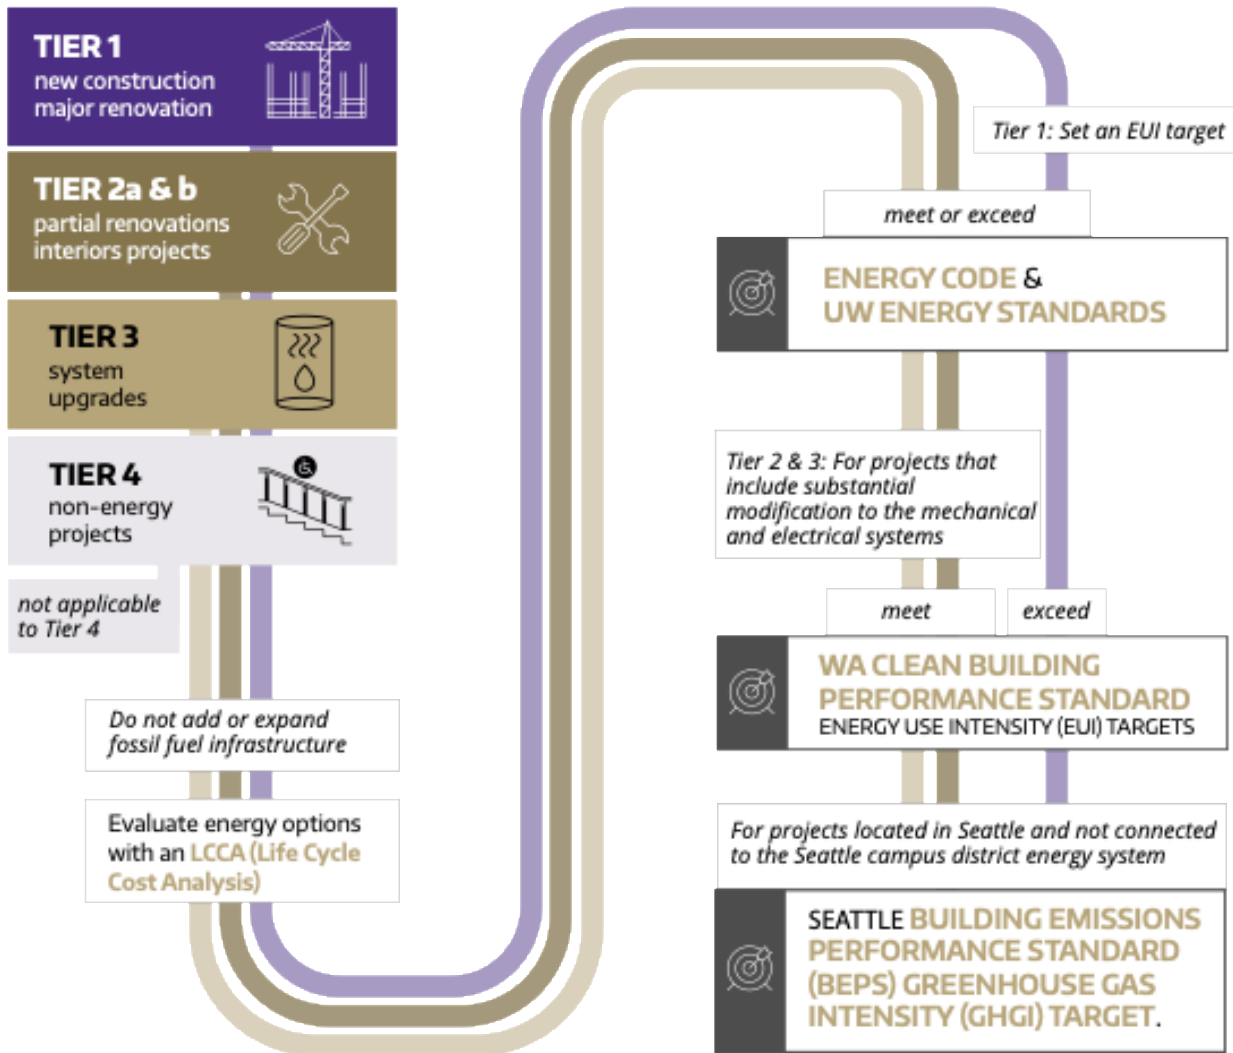 TIER 1
new construction
major renovation
TIER 2a & b
partial renovations
interiors projects
TIER 3
system
upgrades
TIER 4
non-energy
projects
not applicable
to Tier 4
Do not add or expand
fossil fuel infrastructure
Evaluate energy options
with an LCCA (Life Cycle
Cost Analysis)
Tier 1: Set an EUI target
meet or exceed
ENERGY CODE &
UW ENERGY STANDARDS
Tier 2 & 3: For projects that
include substantial
modification to the mechanical
and electrical systems
meet
exceed
WA CLEAN BUILDING
PERFORMANCE STANDARD
ENERGY USE INTENSITY (EUI) TARGETS
For projects located in Seattle and not connected
to the Seattle campus district energy system
SEATTLE BUILDING EMISSIONS
PERFORMANCE STANDARD
(BEPS) GREENHOUSE GAS
INTENSITY (GHGI) TARGET.